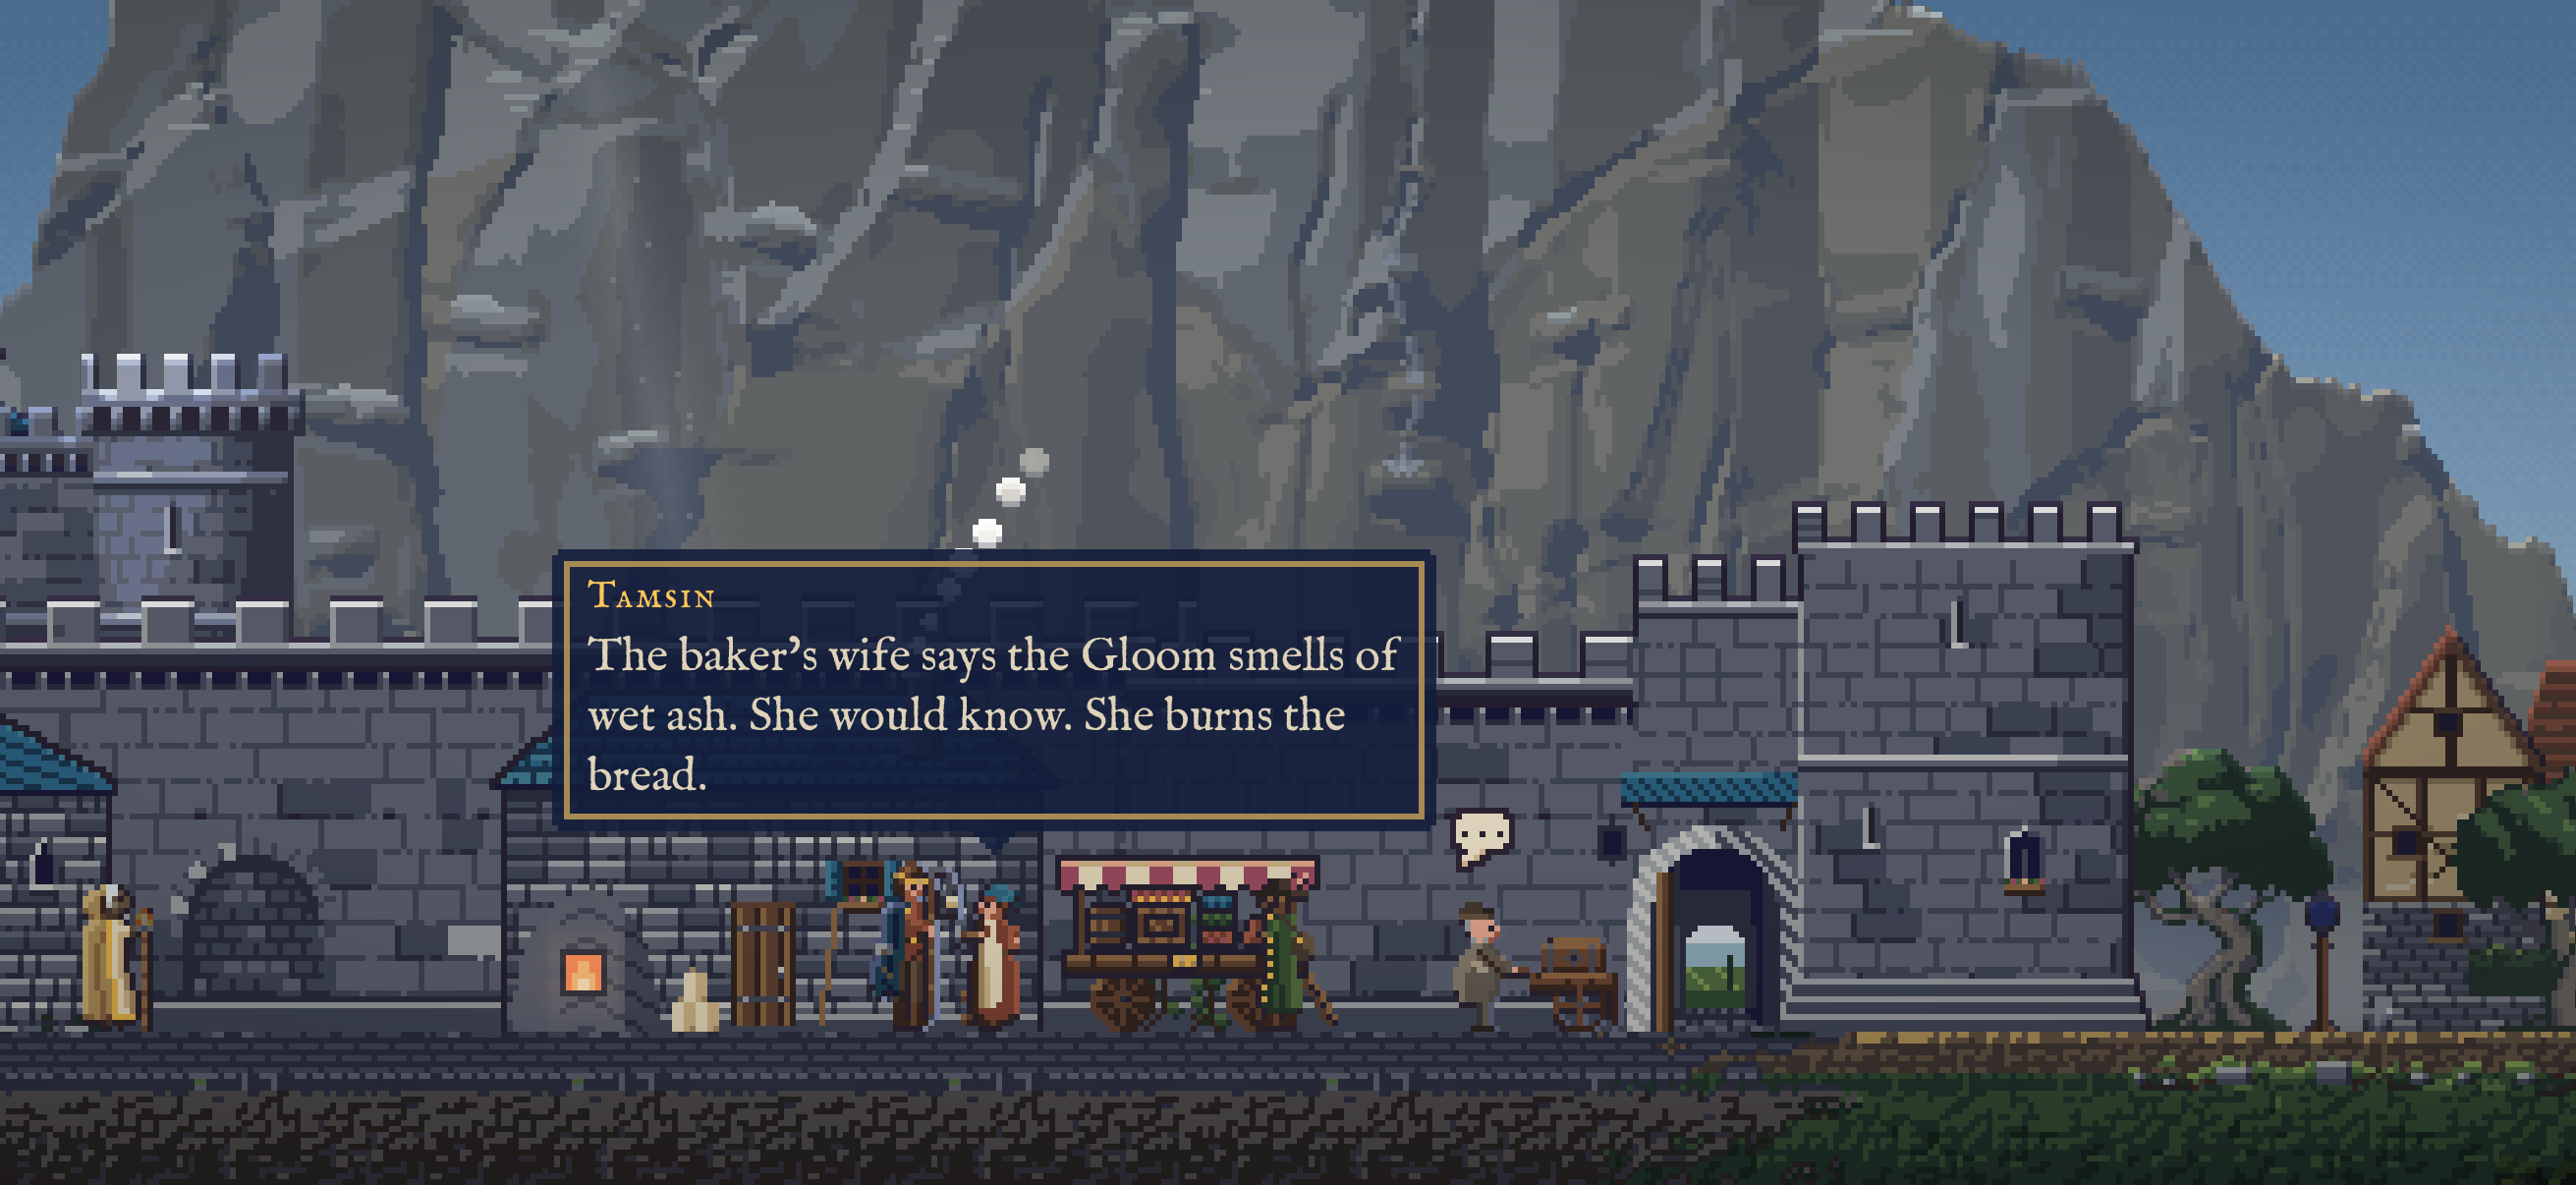 Tamsin
The baker’s wife says the Gloom smells of
wet ash. She would know. She burns the
bread.